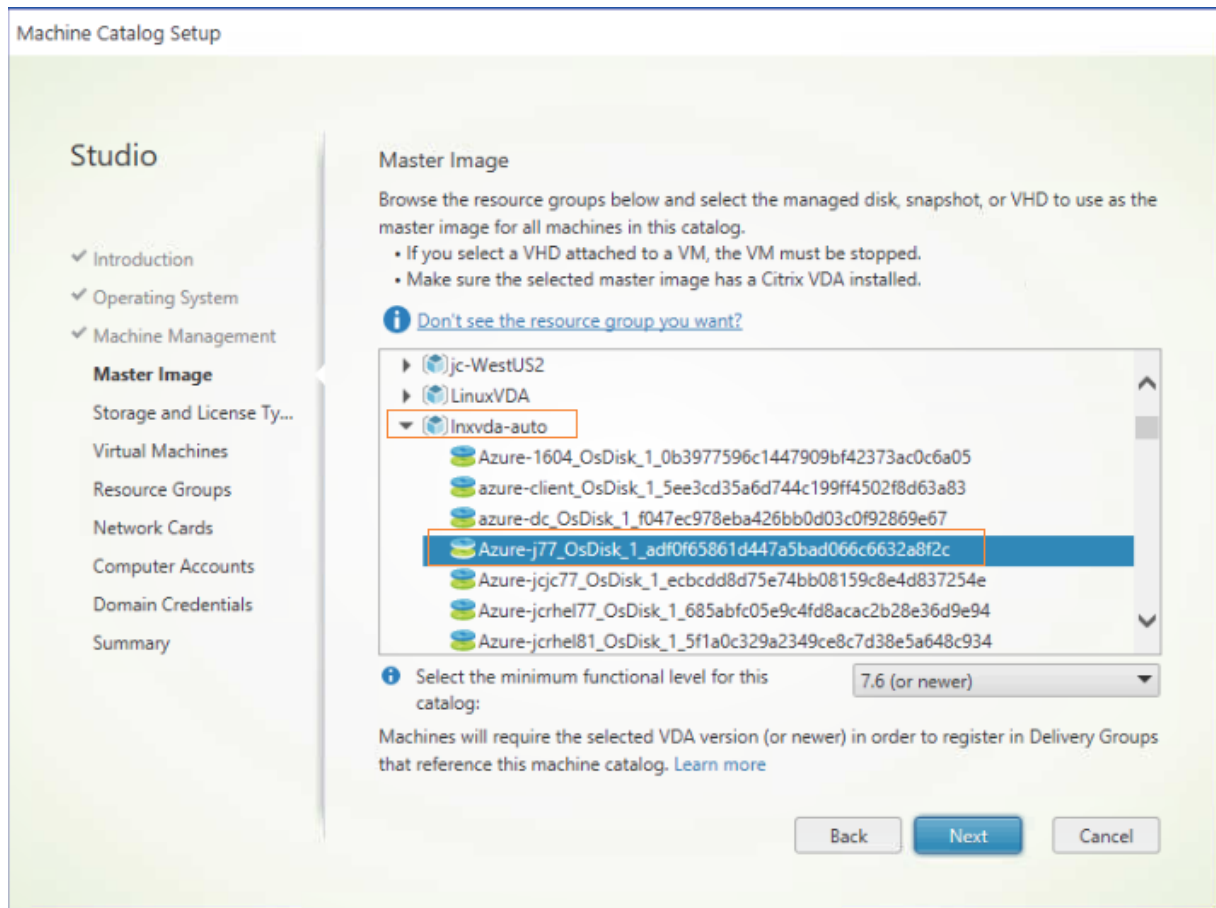 Machine Catalog Setup
Studio
Introduction
Operating System
Machine Management
Master Image
Storage and License Ty...
Virtual Machines
Resource Groups
Network Cards
Computer Accounts
Domain Credentials
Summary
Master Image
Browse the resource groups below and select the managed disk, snapshot, or VHD to use as the
master image for all machines in this catalog.
• If you select a VHD attached to a VM, the VM must be stopped.
• Make sure the selected master image has a Citrix VDA installed.
Don't see the resource group you want?
jc-WestUS2
LinuxVDA
lnxvda-auto
Azure-1604_OsDisk_1_0b3977596c1447909bf42373ac0c6a05
azure-client_OsDisk_1_5ee3cd35a6d744c199ff4502f8d63a83
azure-dc_OsDisk_1_f047ec978eba426bb0d03c0f92869e67
Azure-j77_OsDisk_1_adf0f65861d447a5bad066c6632a8f2c
Azure-jcjc77_OsDisk_1_ecbcdd8d75e74bb08159c8e4d837254e
Azure-jcrhel77_OsDisk_1_685abfc05e9c4fd8acac2b28e36d9e94
Azure-jcrhel81_OsDisk_1_5f1a0c329a2349ce8c7d38e5a648c934
Select the minimum functional level for this
catalog:
7.6 (or newer)
Machines will require the selected VDA version (or newer) in order to register in Delivery Groups
that reference this machine catalog. Learn more
Back
Next
Cancel